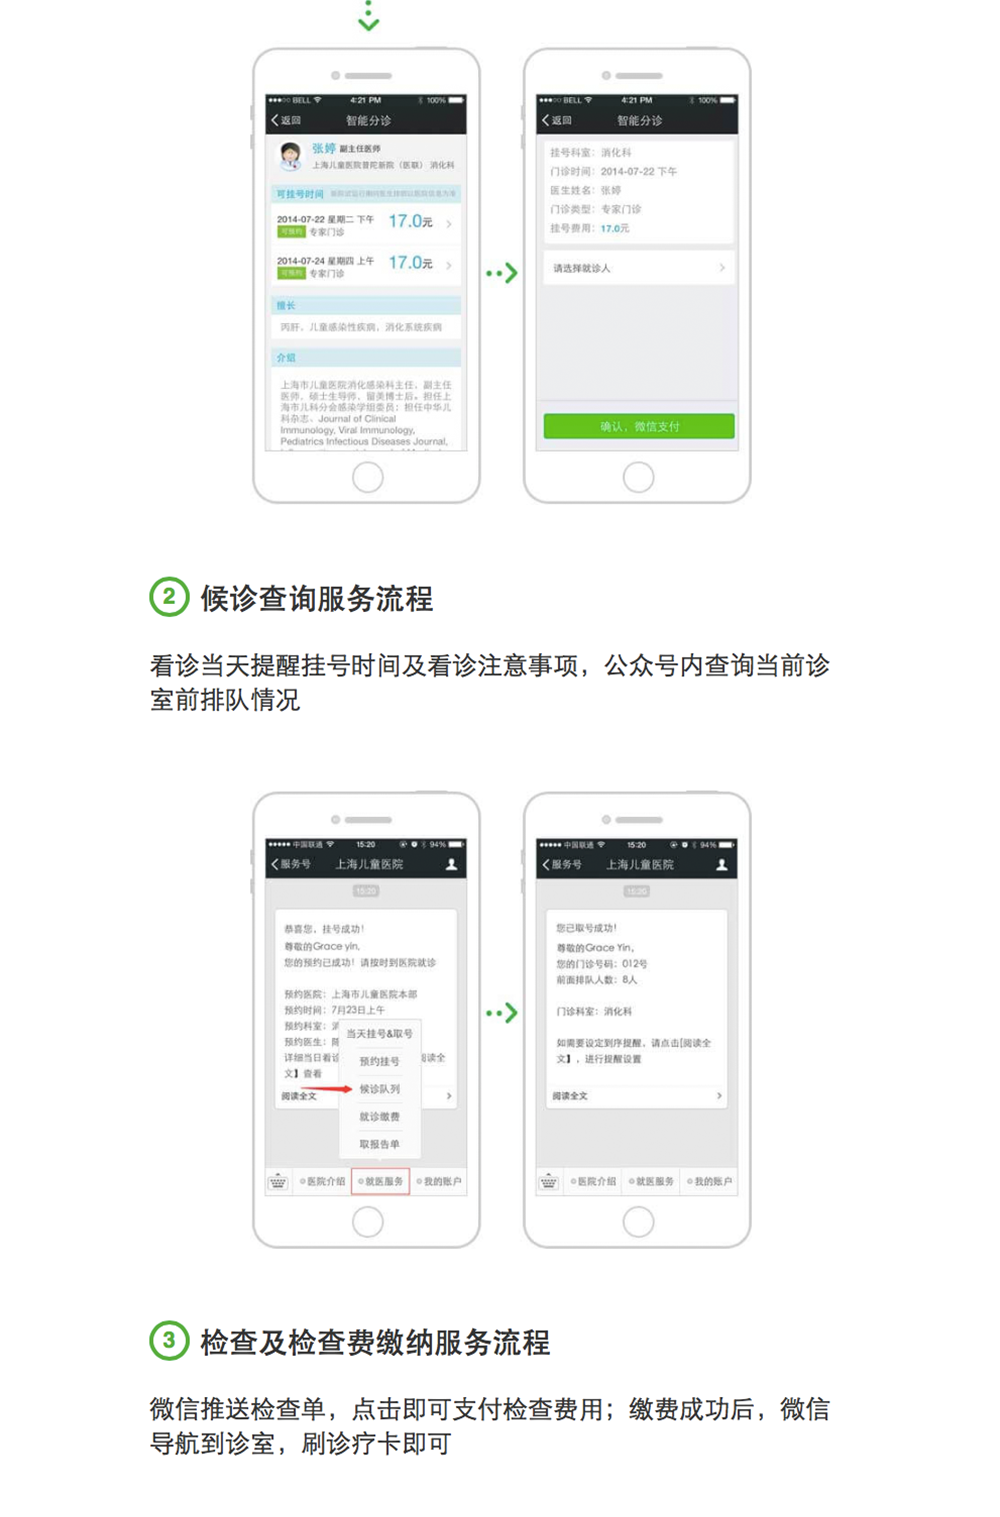 ●●●○○ BELL 4:21 PM 100%
返回 智能分诊
张婷 副主任医师
上海儿童医院普陀新院（医联） 消化科
可挂号时间
2014-07-22 星期二 下午 17.0元
可预约 专家门诊
2014-07-24 星期四 上午 17.0元
可预约 专家门诊
擅长
丙肝，儿童感染性疾病，消化系统疾病
介绍
上海市儿童医院消化感染科主任、副主任
医师，硕士生导师，留美博士后。担任上
海市儿科分会感染学组委员；担任中华儿
科杂志、Journal of Clinical
Immunology, Viral Immunology,
Pediatrics Infectious Diseases Journal,
●●●○○ BELL 4:21 PM 100%
返回 智能分诊
挂号科室：消化科
门诊时间：2014-07-22 下午
医生姓名：张婷
门诊类型：专家门诊
挂号费用：17.0元
请选择就诊人
确认，微信支付
2 候诊查询服务流程
看诊当天提醒挂号时间及看诊注意事项，公众号内查询当前诊
室前排队情况
●●●●● 中国联通 15:20 94%
服务号 上海儿童医院
15:20
恭喜您，挂号成功！
尊敬的Grace yin,
您的预约已成功！请按时到医院就诊
预约医院：上海市儿童医院本部
预约时间：7月23日上午
预约科室：消
预约医生：陈
详细当日看诊 阅读全
文】查看
阅读全文
当天挂号&取号
预约挂号
候诊队列
就诊缴费
取报告单
医院介绍 就医服务 我的账户
●●●●● 中国联通 15:20 94%
服务号 上海儿童医院
15:20
您已取号成功！
尊敬的Grace Yin,
您的门诊号码：012号
前面排队人数：8人
门诊科室：消化科
如需要设定到序提醒，请点击[阅读全
文】，进行提醒设置
阅读全文
医院介绍 就医服务 我的账户
3 检查及检查费缴纳服务流程
微信推送检查单，点击即可支付检查费用；缴费成功后，微信
导航到诊室，刷诊疗卡即可